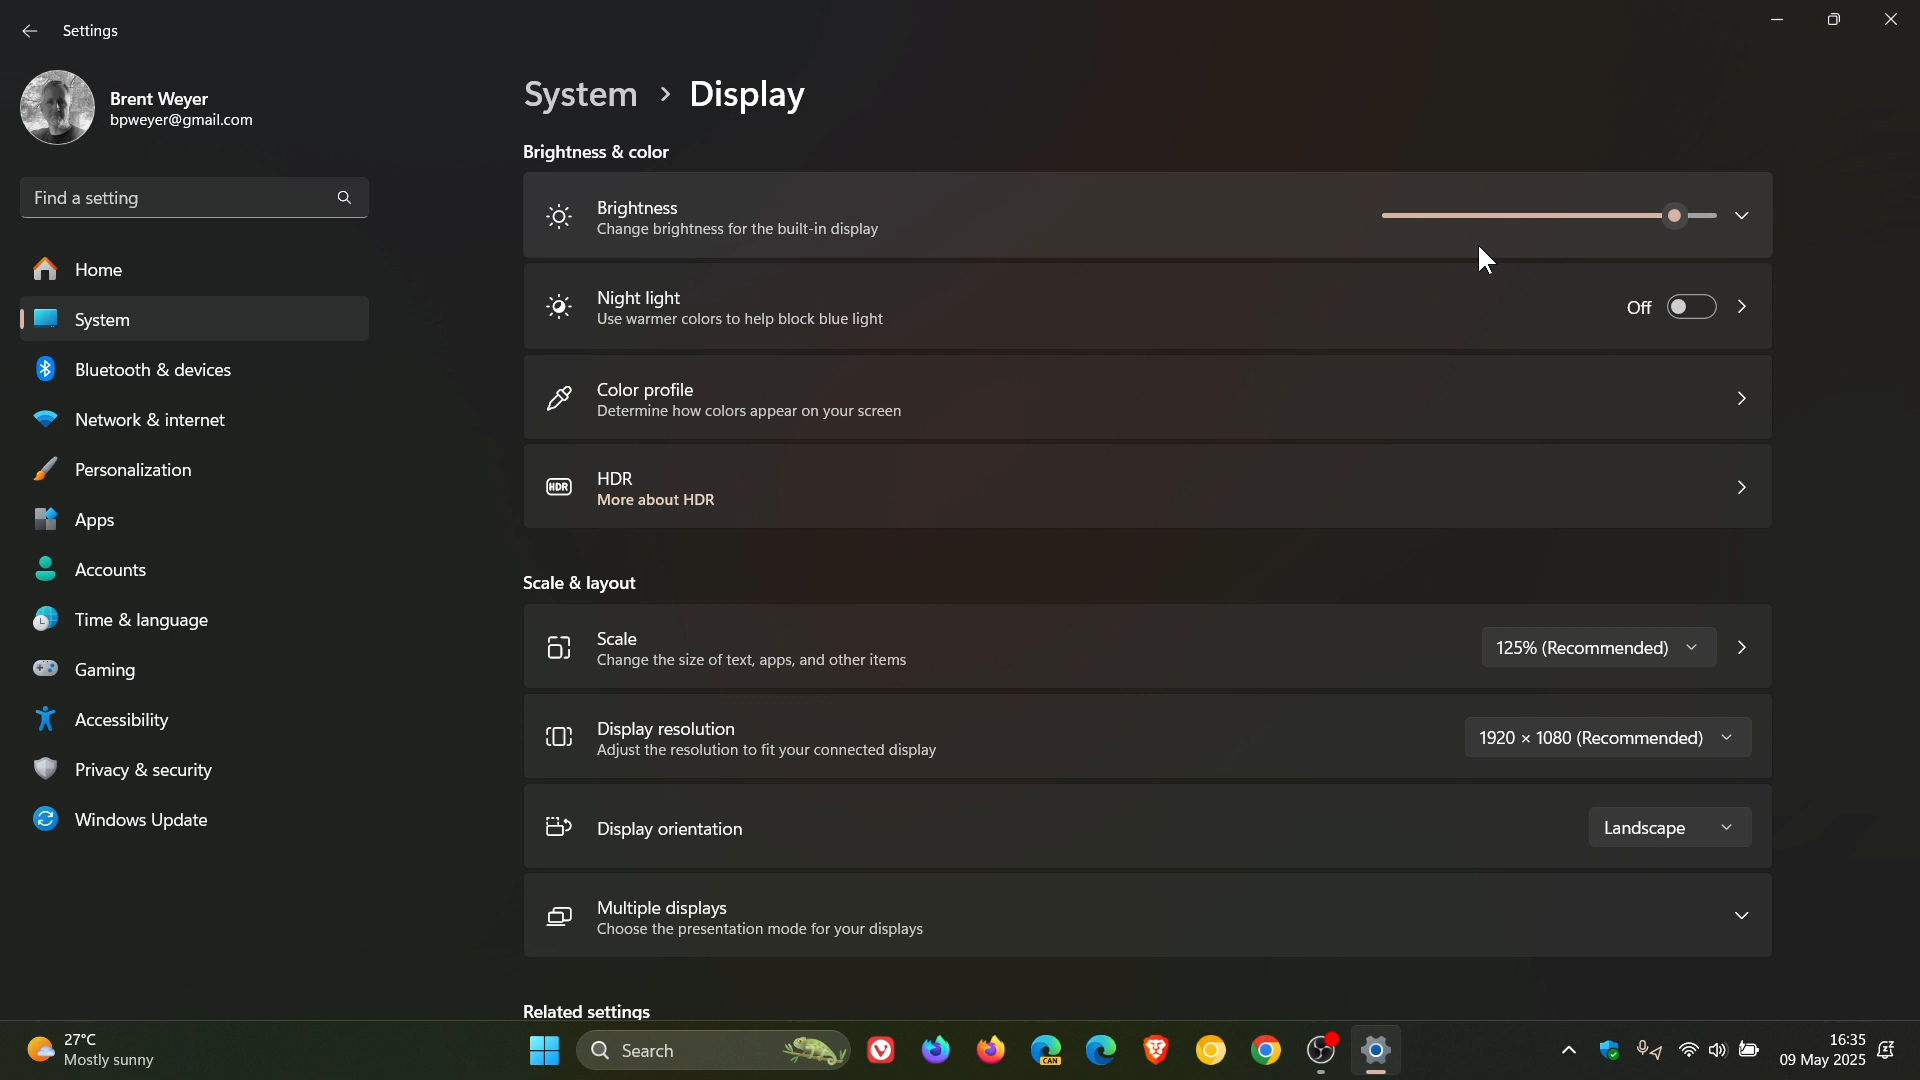 Settings
Brent Weyer
bpweyer@gmail.com
Find a setting
Home
System
Bluetooth & devices
Network & internet
Personalization
Apps
Accounts
Time & language
Gaming
Accessibility
Privacy & security
Windows Update
System > Display
Brightness & color
Brightness
Change brightness for the built-in display
Night light
Use warmer colors to help block blue light
Off
Color profile
Determine how colors appear on your screen
HDR
HDR
More about HDR
Scale & layout
Scale
Change the size of text, apps, and other items
125% (Recommended)
Display resolution
Adjust the resolution to fit your connected display
1920 × 1080 (Recommended)
Display orientation
Landscape
Multiple displays
Choose the presentation mode for your displays
Related settings
27°C
Mostly sunny
Search
CAN
16:35
09 May 2025